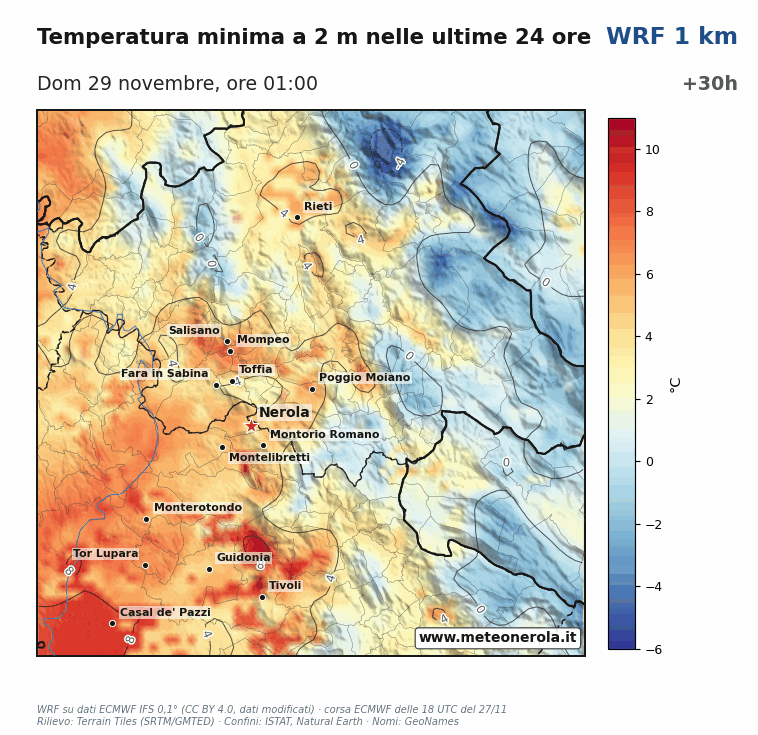 Temperatura minima a 2 m nelle ultime 24 ore WRF 1 km
Dom 29 novembre, ore 01:00 +30h
Rieti
Salisano
Mompeo
Fara in Sabina
Toffia
Poggio Moiano
Nerola
Montorio Romano
Montelibretti
Monterotondo
Tor Lupara
Guidonia
Tivoli
Casal de' Pazzi
www.meteonerola.it
10
8
6
4
2
0
−2
−4
−6
°C
WRF su dati ECMWF IFS 0,1° (CC BY 4.0, dati modificati) · corsa ECMWF delle 18 UTC del 27/11
Rilievo: Terrain Tiles (SRTM/GMTED) · Confini: ISTAT, Natural Earth · Nomi: GeoNames